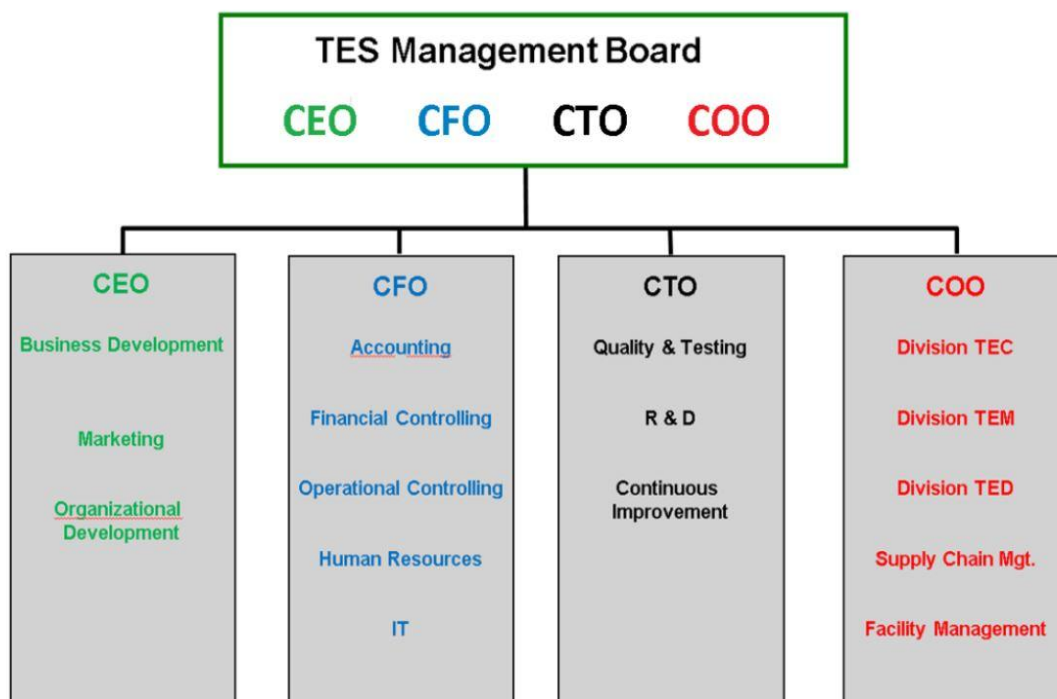 TES Management Board
CEO CFO CTO COO
CEO
Business Development
Marketing
Organizational
Development
CFO
Accounting
Financial Controlling
Operational Controlling
Human Resources
IT
CTO
Quality & Testing
R & D
Continuous
Improvement
COO
Division TEC
Division TEM
Division TED
Supply Chain Mgt.
Facility Management